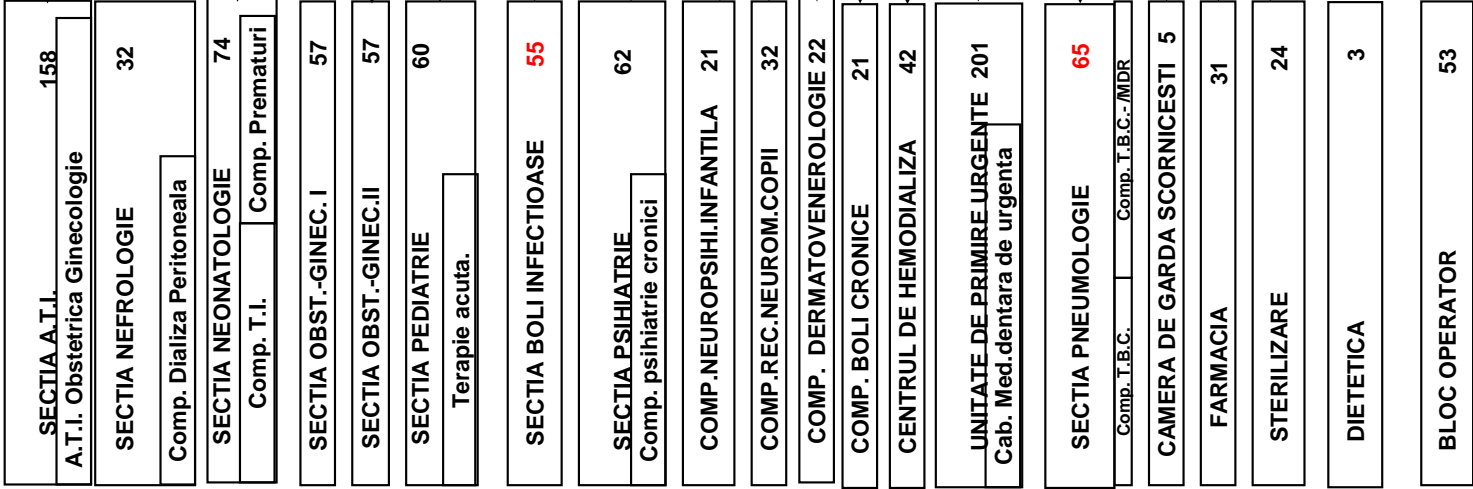 SECTIA A.T.I. 158
A.T.I. Obstetrica Ginecologie
SECTIA NEFROLOGIE 32
Comp. Dializa Peritoneala
SECTIA NEONATOLOGIE 74
Comp. T.I. Comp. Prematuri
SECTIA OBST.-GINEC. I 57
SECTIA OBST.-GINEC.II 57
SECTIA PEDIATRIE 60
Terapie acuta.
SECTIA BOLI INFECTIOASE 55
SECTIA PSIHIATRIE 62
Comp. psihiatrie cronici
COMP.NEUROPSIHI.INFANTILA 21
COMP.REC.NEUROM.COPII 32
COMP. DERMATOVENEROLOGIE 22
COMP. BOLI CRONICE 21
CENTRUL DE HEMODIALIZA 42
UNITATE DE PRIMIRE URGENTE 201
Cab. Med.dentara de urgenta
SECTIA PNEUMOLOGIE 65
Comp. T.B.C. Comp. T.B.C.- /MDR
CAMERA DE GARDA SCORNICESTI 5
FARMACIA 31
STERILIZARE 24
DIETETICA 3
BLOC OPERATOR 53